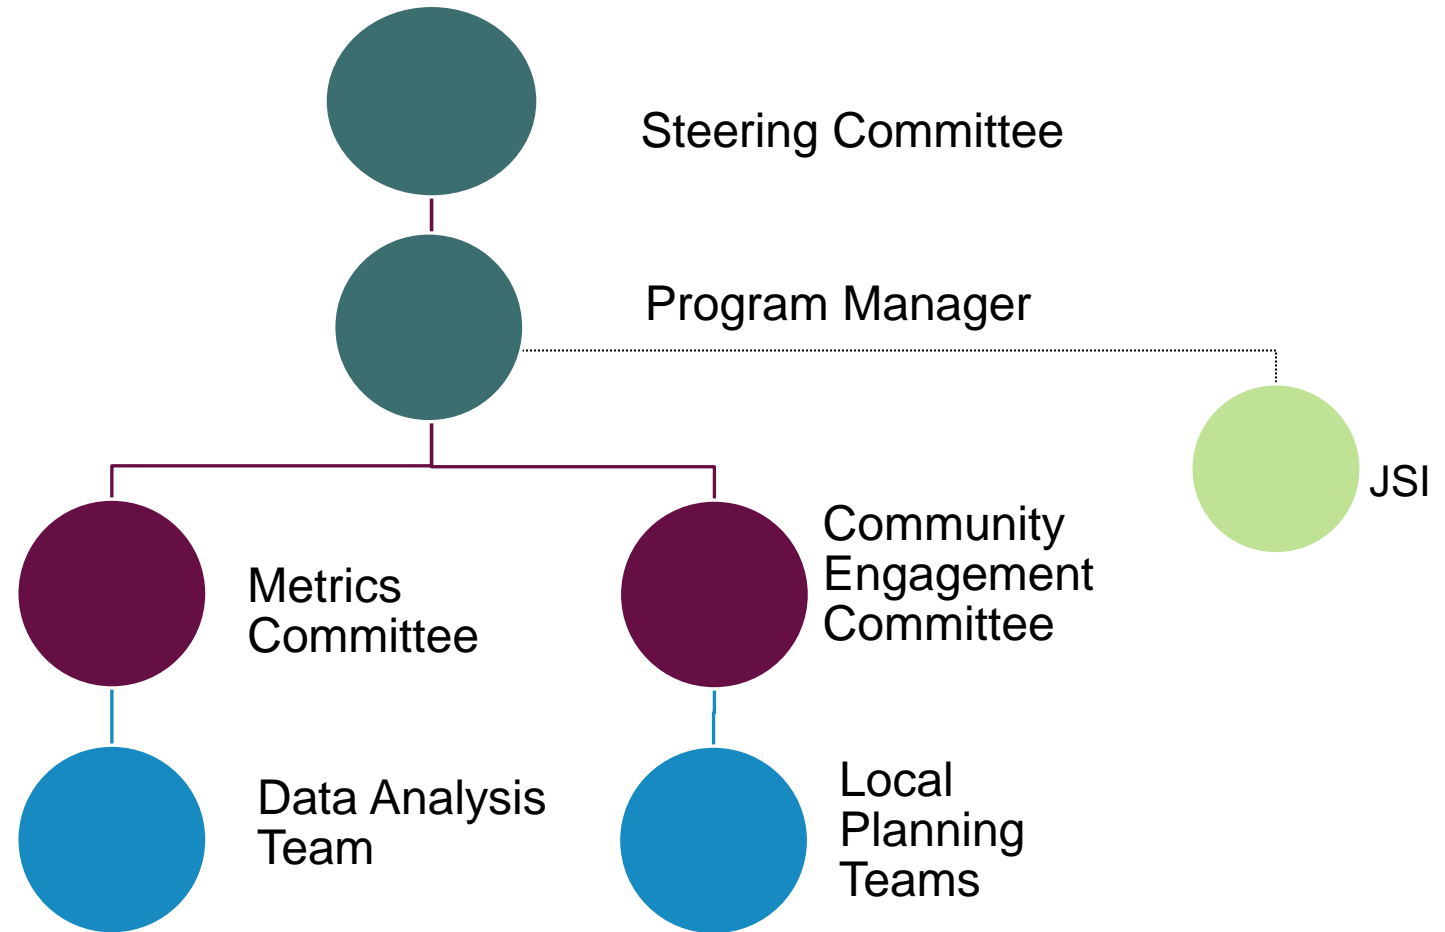 Steering Committee
Program Manager
JSI
Community
Engagement
Committee
Metrics
Committee
Data Analysis
Team
Local
Planning
Teams